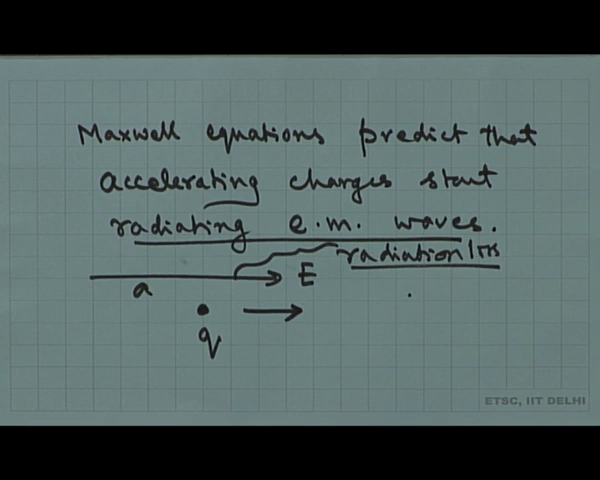 Maxwell equations predict that
accelerating charges start
radiating e.m. waves.
radiation loss
E
a
q
ETSC, IIT DELHI